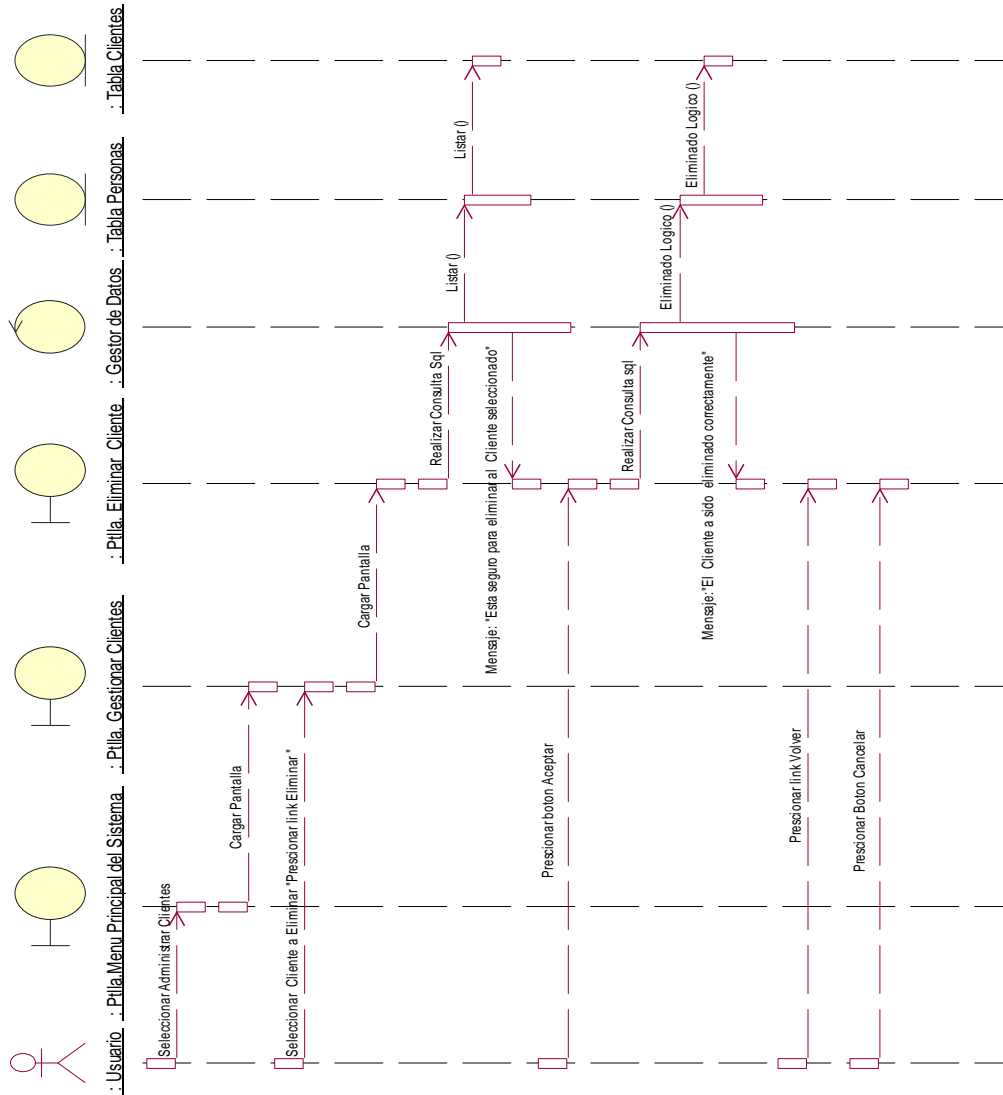 : Usuario
: Ptlla.Menu Principal del Sistema
: Ptlla. Gestionar Clientes
: Ptlla. Eliminar Cliente
: Gestor de Datos
: Tabla Personas
: Tabla Clientes
Seleccionar Administrar Clientes
Cargar Pantalla
Seleccionar Cliente a Eliminar "Prescionar link Eliminar "
Cargar Pantalla
Realizar Consulta Sql
Listar ()
Listar ()
Mensaje: "Esta seguro para eliminar al Cliente seleccionado"
Prescionar boton Aceptar
Realizar Consulta sql
Eliminado Logico ()
Eliminado Logico ()
Mensaje:"El Cliente a sido eliminado correctamente"
Prescionar link Volver
Prescionar Boton Cancelar